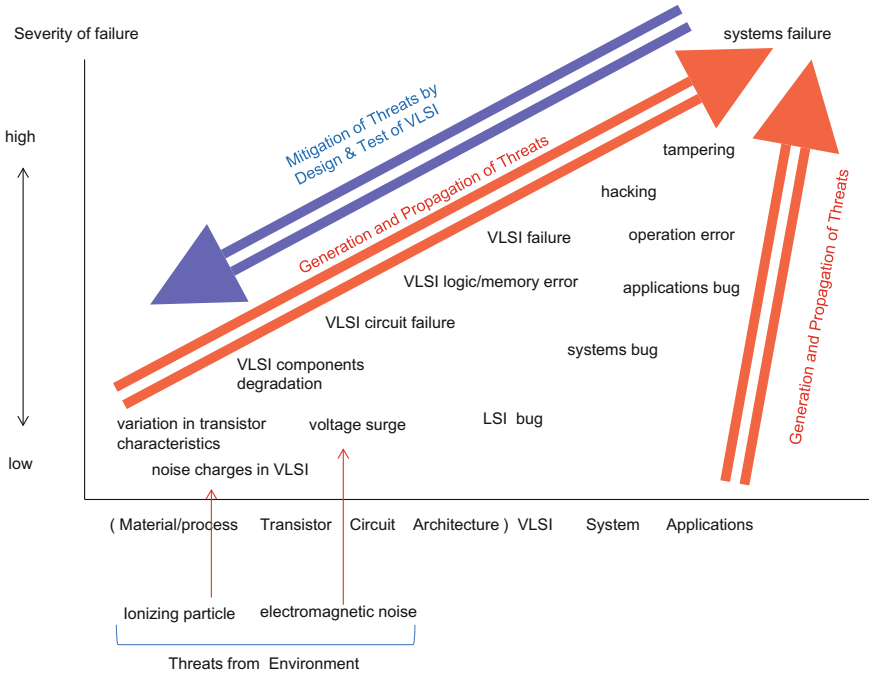 Severity of failure
systems failure
high
Mitigation of Threats by
Design & Test of VLSI
Generation and Propagation of Threats
tampering
hacking
VLSI failure
operation error
VLSI logic/memory error
applications bug
VLSI circuit failure
systems bug
VLSI components
degradation
Generation and Propagation of Threats
variation in transistor
characteristics
voltage surge
LSI bug
low
noise charges in VLSI
( Material/process Transistor Circuit Architecture ) VLSI System Applications
Ionizing particle
electromagnetic noise
Threats from Environment